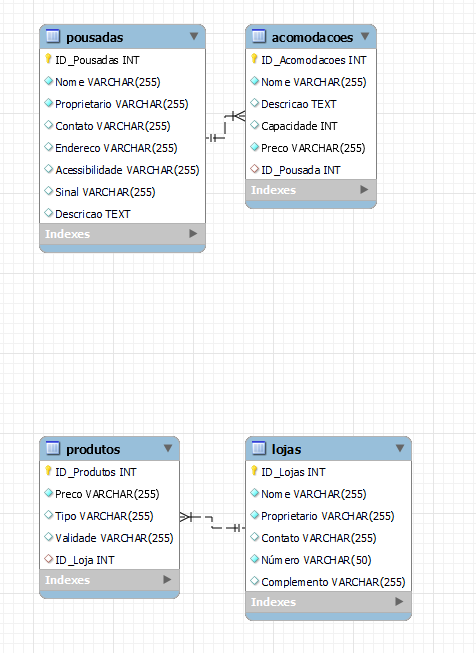 pousadas
ID_Pousadas INT
Nome VARCHAR(255)
Proprietario VARCHAR(255)
Contato VARCHAR(255)
Endereco VARCHAR(255)
Acessibilidade VARCHAR(255)
Sinal VARCHAR(255)
Descricao TEXT
Indexes
acomodacoes
ID_Acomodacoes INT
Nome VARCHAR(255)
Descricao TEXT
Capacidade INT
Preco VARCHAR(255)
ID_Pousada INT
Indexes
produtos
ID_Produtos INT
Preco VARCHAR(255)
Tipo VARCHAR(255)
Validade VARCHAR(255)
ID_Loja INT
Indexes
lojas
ID_Lojas INT
Nome VARCHAR(255)
Proprietario VARCHAR(255)
Contato VARCHAR(255)
Número VARCHAR(50)
Complemento VARCHAR(255)
Indexes